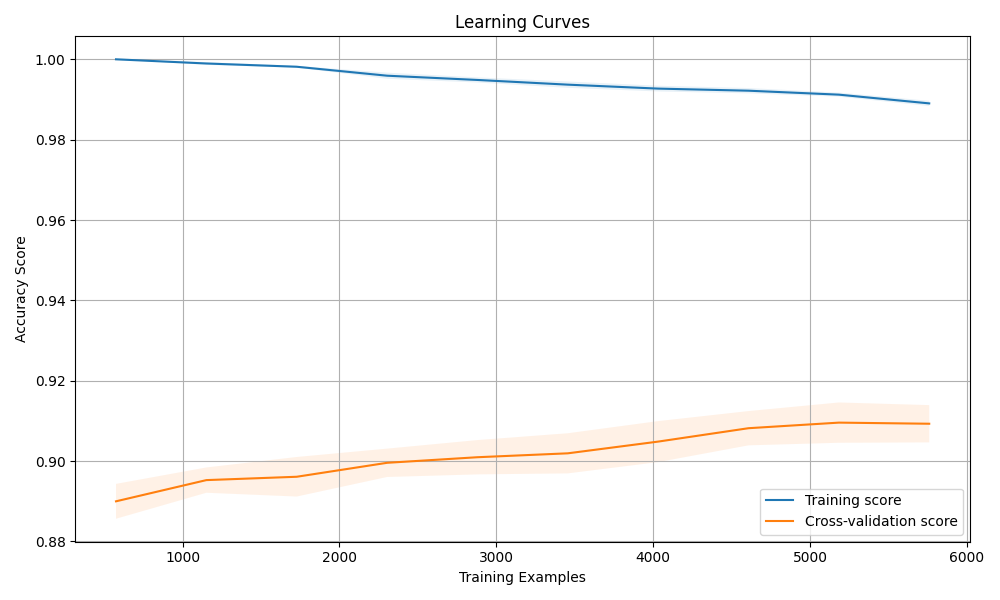 Learning Curves
1.00
0.98
0.96
0.94
0.92
0.90
0.88
Accuracy Score
Training score
Cross-validation score
1000 2000 3000 4000 5000 6000
Training Examples